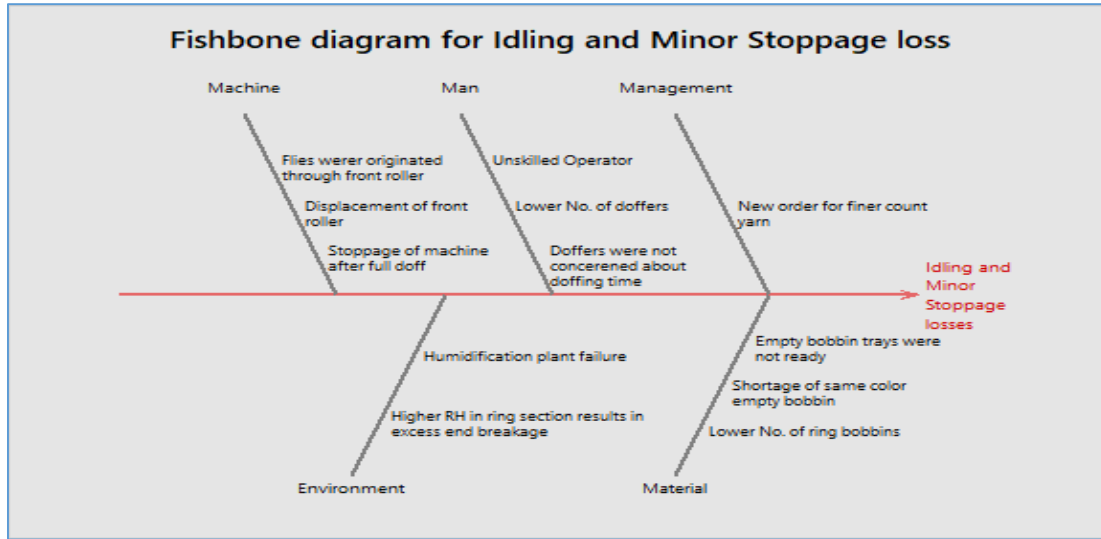 Fishbone diagram for Idling and Minor Stoppage loss
Machine
Man
Management
Flies werer originated
through front roller
Displacement of front
roller
Stoppage of machine
after full doff
Unskilled Operator
Lower No. of doffers
Doffers were not
concerened about
doffing time
New order for finer count
yarn
Idling and
Minor
Stoppage
losses
Humidification plant failure
Higher RH in ring section results in
excess end breakage
Empty bobbin trays were
not ready
Shortage of same color
empty bobbin
Lower No. of ring bobbins
Environment
Material